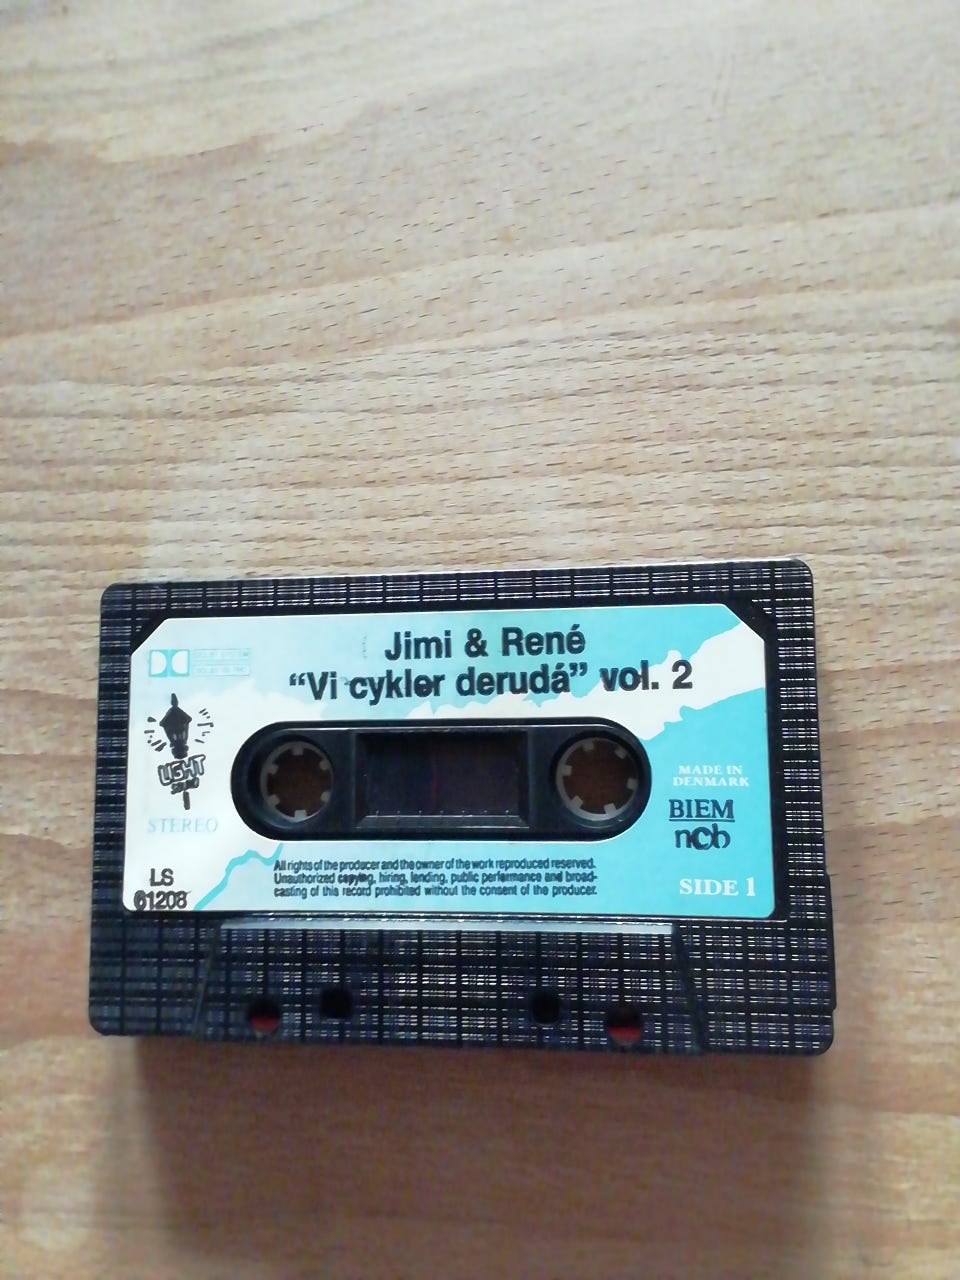 Jimi & René
“Vi cykler derudá” vol. 2
LIGHT
SOUND
STEREO
LS
61208
MADE IN
DENMARK
BIEM
ncb
SIDE 1
All rights of the producer and the owner of the work reproduced reserved.
Unauthorized copying, hiring, lending, public performance and broad-
casting of this record prohibited without the consent of the producer.